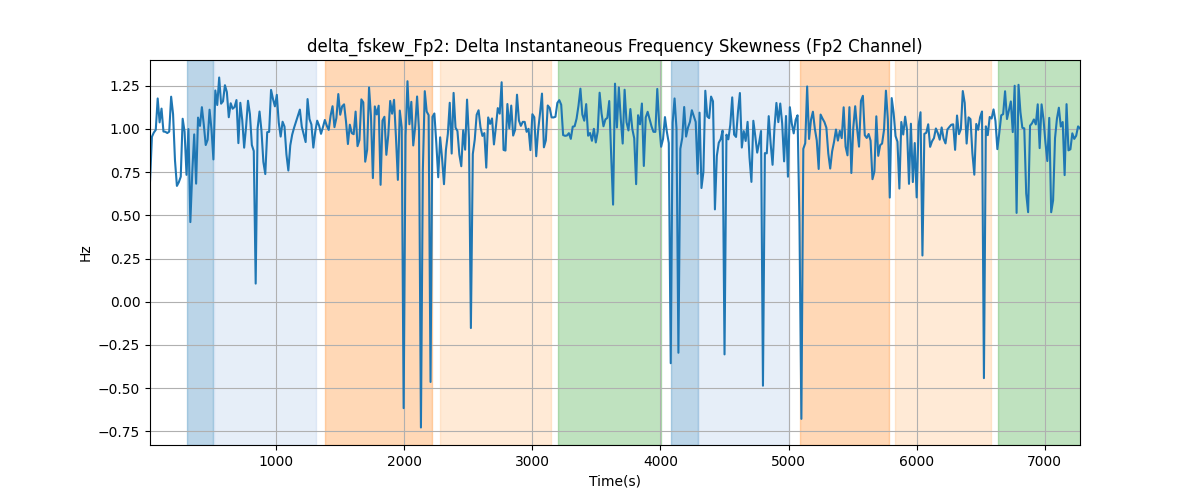 delta_fskew_Fp2: Delta Instantaneous Frequency Skewness (Fp2 Channel)
1.25
1.00
0.75
0.50
0.25
0.00
−0.25
−0.50
−0.75
Hz
1000 2000 3000 4000 5000 6000 7000
Time(s)